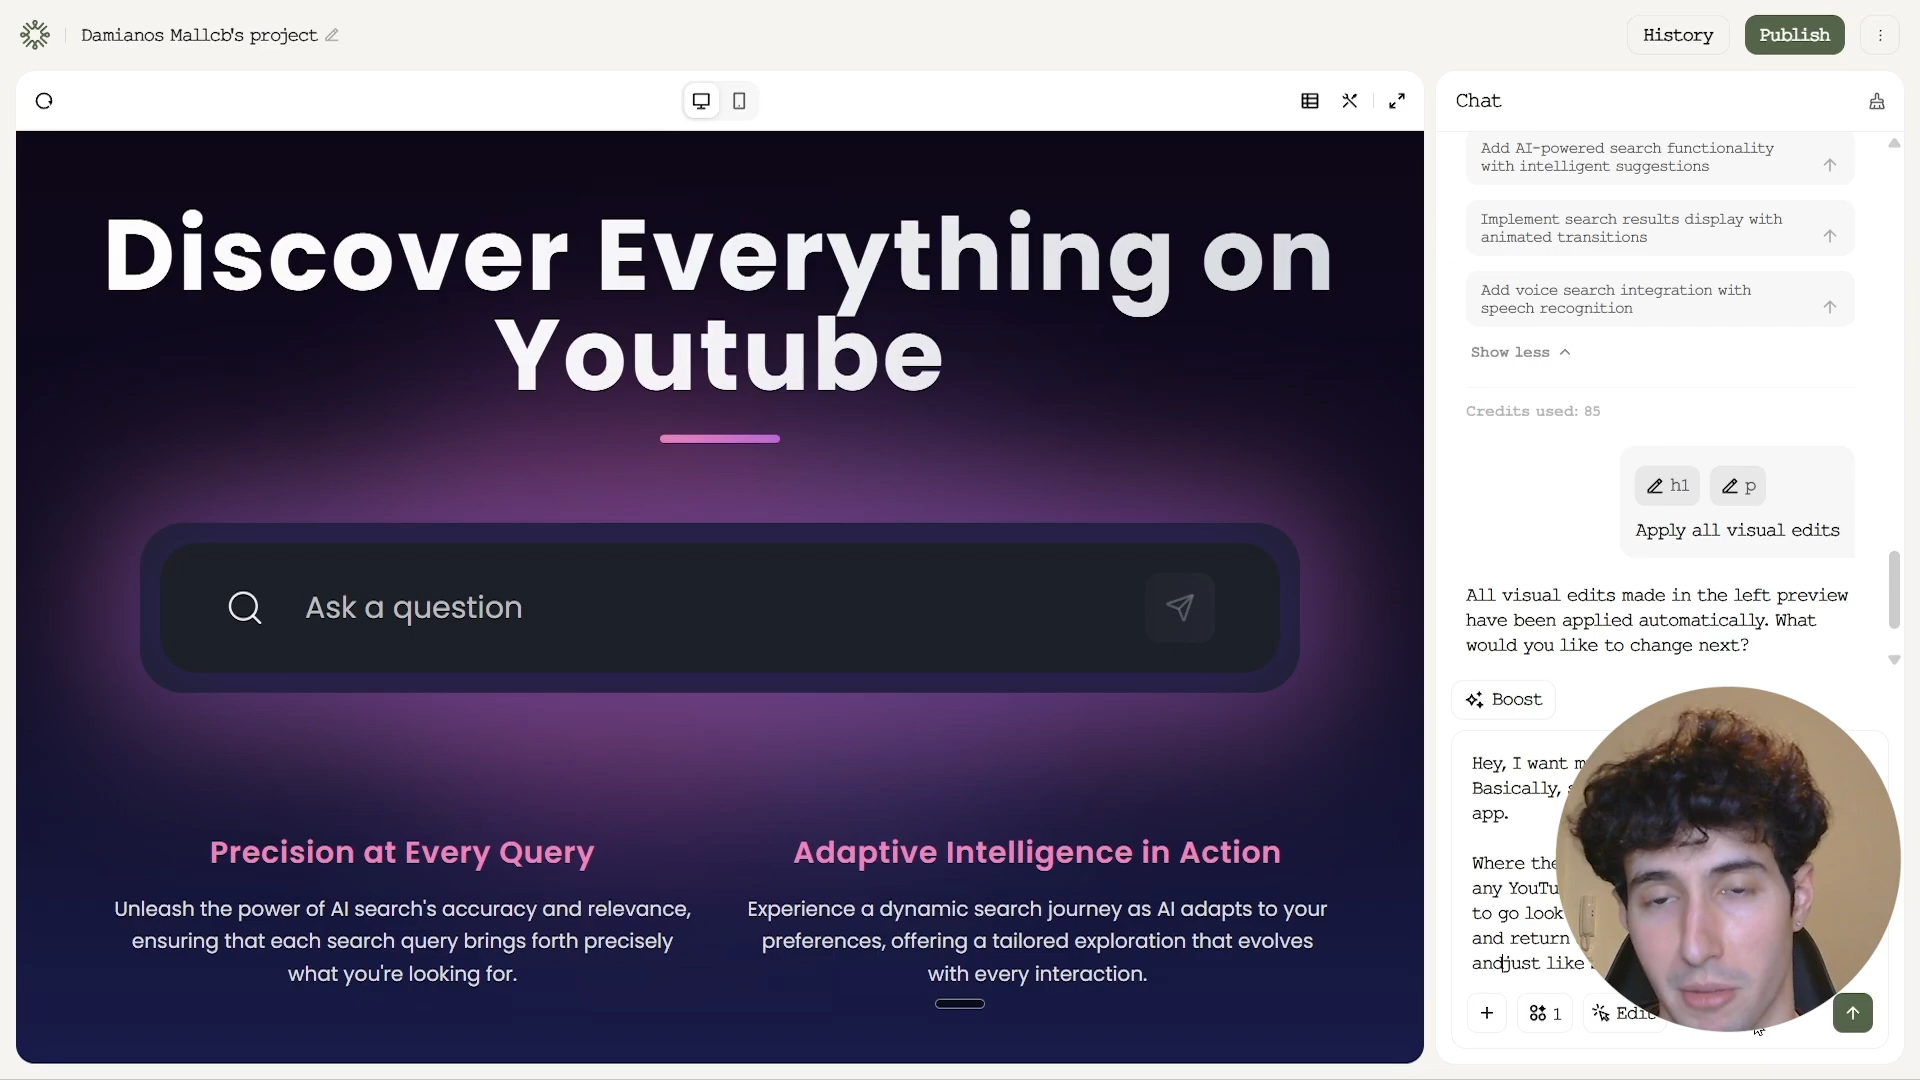 Damianos Mallcb's project
History
Publish
Chat
Add AI-powered search functionality
with intelligent suggestions
Implement search results display with
animated transitions
Add voice search integration with
speech recognition
Show less
Credits used: 85
h1
p
Apply all visual edits
All visual edits made in the left preview
have been applied automatically. What
would you like to change next?
Boost
Hey, I want
Basically,
app.
Where the
any
to go look
and return
andjust like
1
Edit
Discover Everything on
Youtube
Ask a question
Precision at Every Query
Unleash the power of AI search's accuracy and relevance,
ensuring that each search query brings forth precisely
what you're looking for.
Adaptive Intelligence in Action
Experience a dynamic search journey as AI adapts to your
preferences, offering a tailored exploration that evolves
with every interaction.